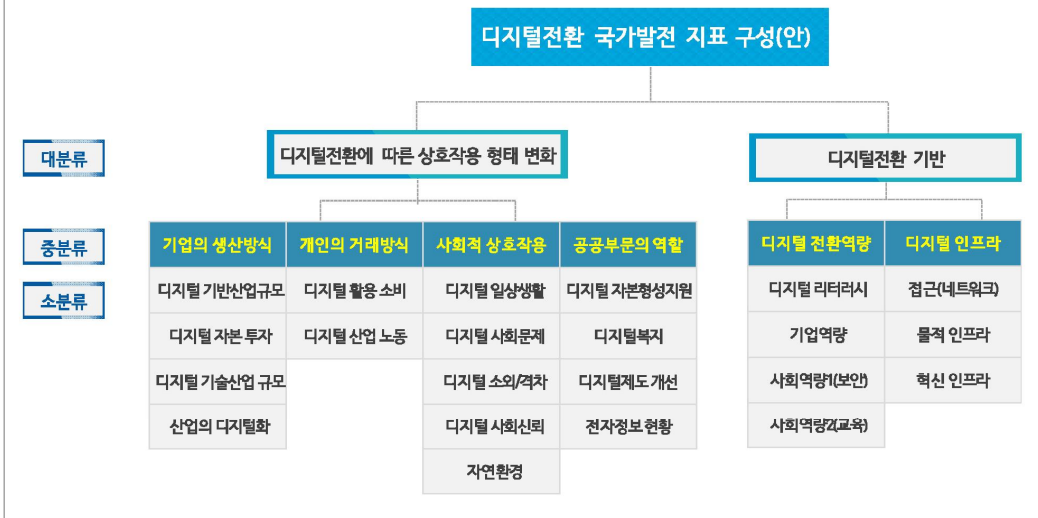 디지털전환 국가발전 지표 구성(안)
대분류
디지털전환에 따른 상호작용 형태 변화
디지털전환 기반
중분류
기업의 생산방식
개인의 거래방식
사회적 상호작용
공공부문의 역할
디지털 전환역량
디지털 인프라
소분류
디지털 기반산업규모
디지털 활용 소비
디지털 일상생활
디지털 자본형성지원
디지털 리터러시
접근(네트워크)
디지털 자본 투자
디지털 산업 노동
디지털 사회문제
디지털복지
기업역량
물적 인프라
디지털 기술산업 규모
디지털 소외/격차
디지털제도 개선
사회역량1(보안)
혁신 인프라
산업의 디지털화
디지털 사회신뢰
전자정보 현황
사회역량2(교육)
자연환경